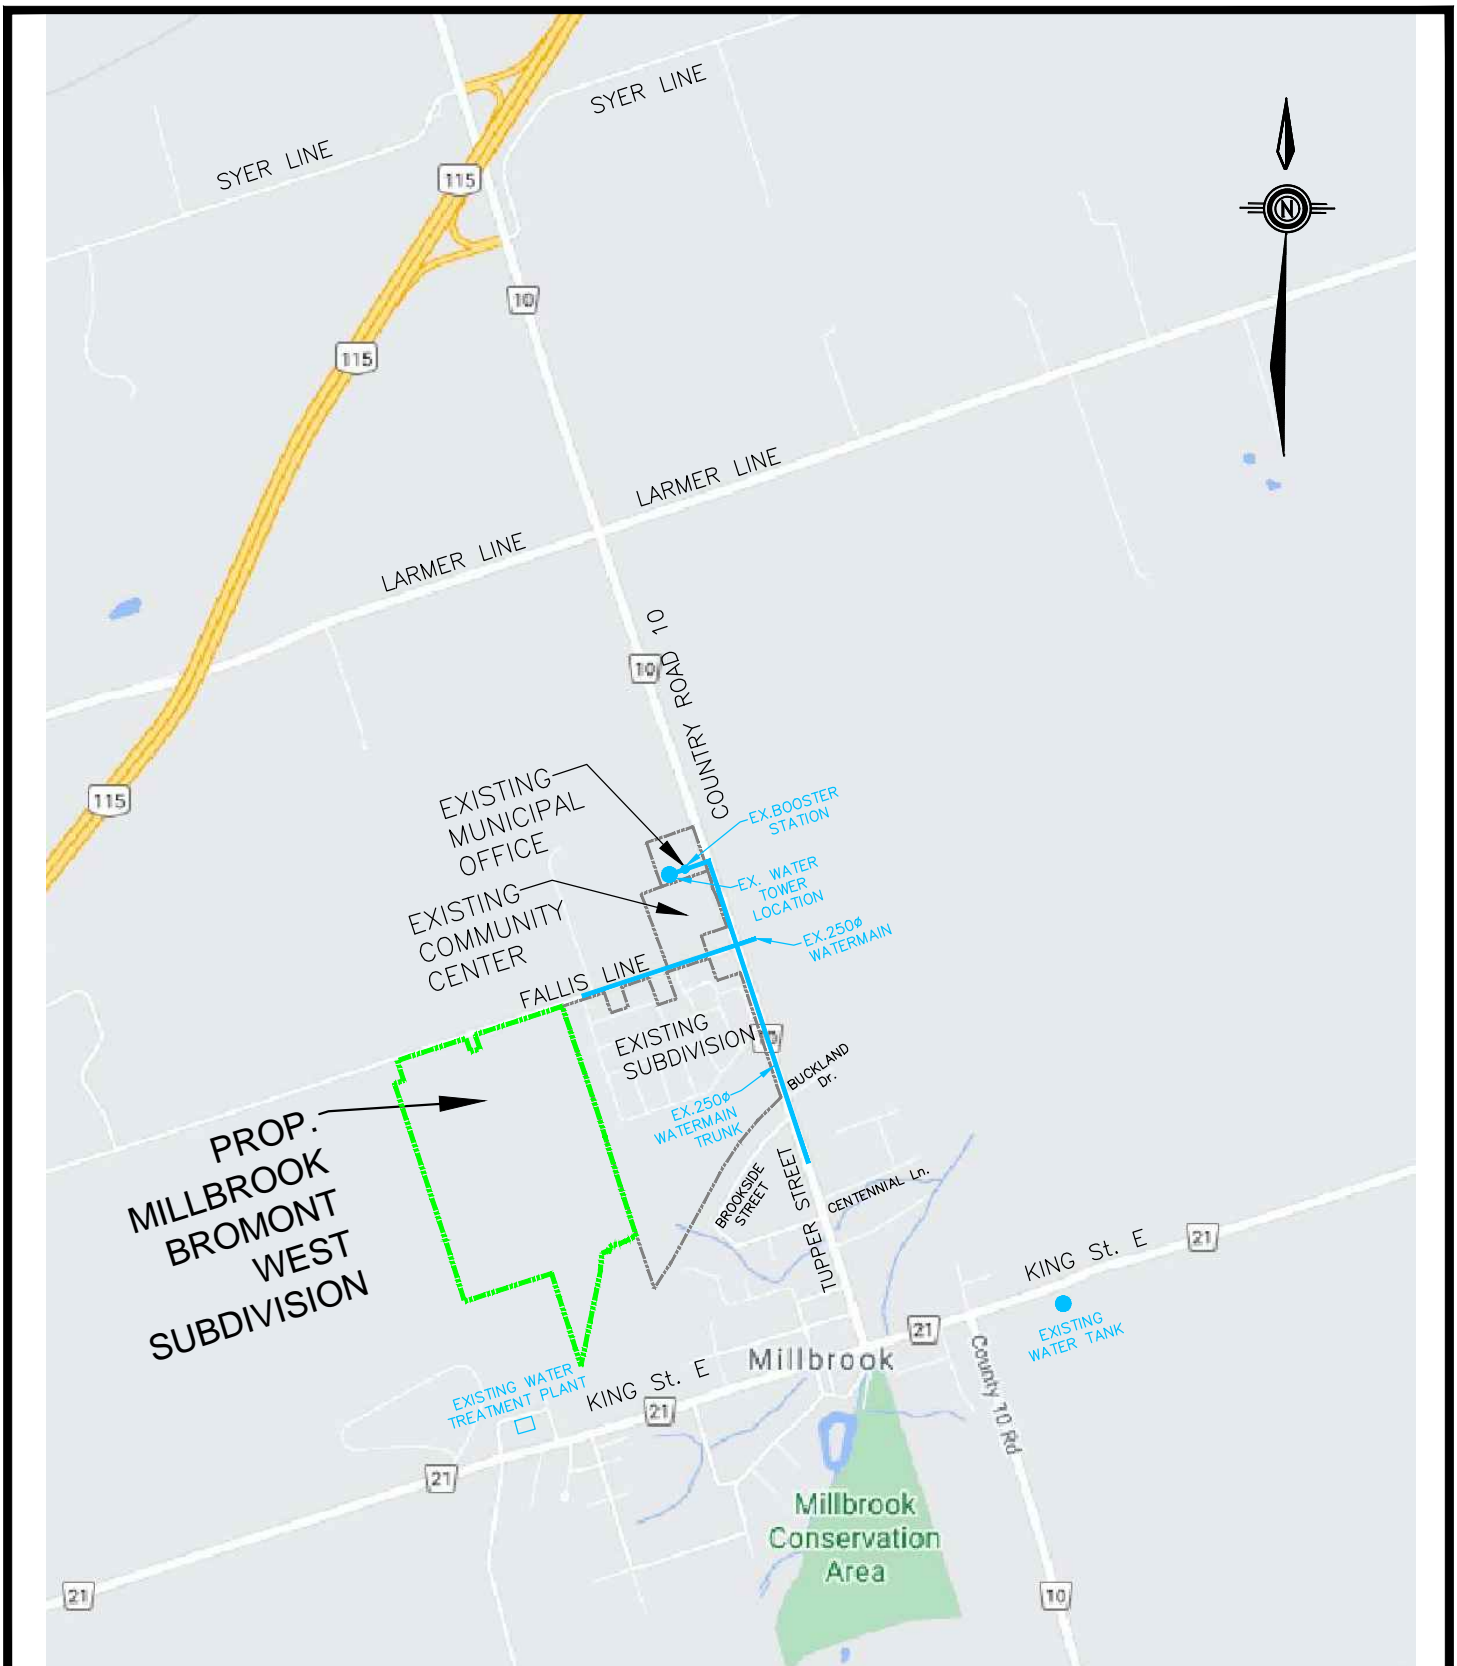 SYER LINE
SYER LINE
N
115
10
115
LARMER LINE
LARMER LINE
COUNTRY ROAD 10
10
115
EXISTING
MUNICIPAL
OFFICE
EX.BOOSTER
STATION
EX. WATER
TOWER
LOCATION
EXISTING
COMMUNITY
CENTER
EX.250ø
WATERMAIN
FALLIS LINE
EXISTING
SUBDIVISION
BUCKLAND
Dr.
EX.250ø
WATERMAIN
TRUNK
PROP.
MILLBROOK
BROMONT
WEST
SUBDIVISION
BROOKSIDE
STREET
TUPPER STREET
CENTENNIAL Ln.
KING St. E
21
EXISTING
WATER TANK
21
Millbrook
County 10 Rd
EXISTING WATER
TREATMENT PLANT
KING St. E
21
21
Millbrook
Conservation
Area
21
10